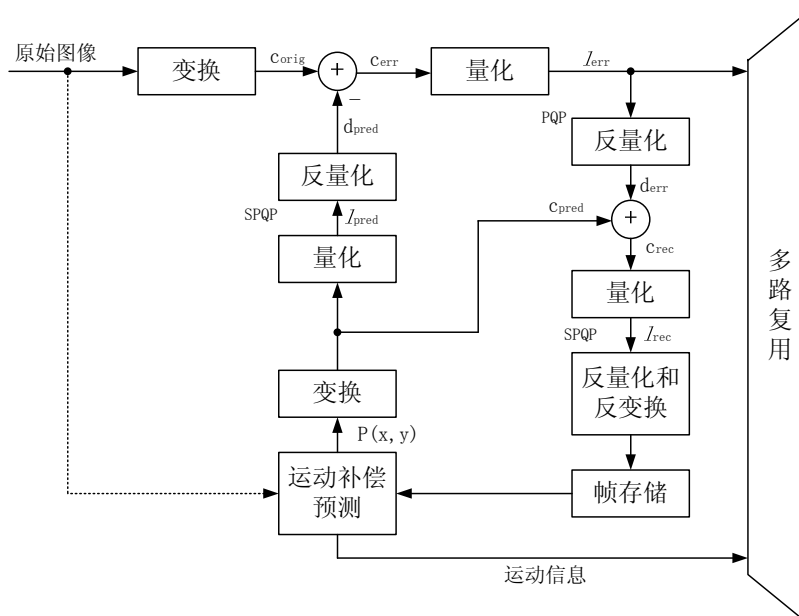 原始图像
变换
corig
+
cerr
量化
lerr
−
dpred
PQP
反量化
反量化
derr
SPQP
lpred
cpred
+
量化
crec
量化
多路复用
SPQP
lrec
变换
反量化和
反变换
P(x,y)
运动补偿
预测
帧存储
运动信息